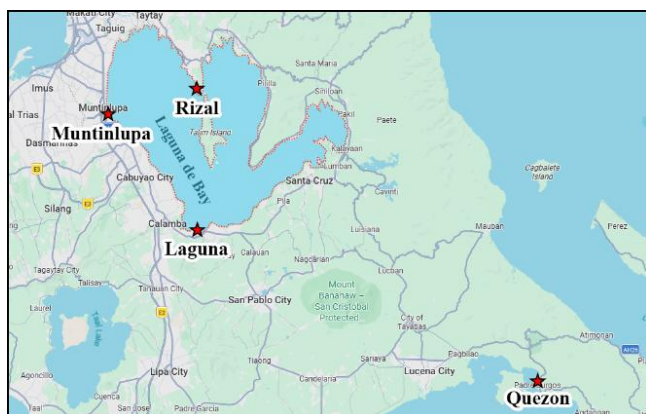 Makati City
Taytay
Taguig
Santa Maria
Imus
Muntinlupa
Rizal
Pililla
Siniloan
Muntinlupa
Talim Island
Pakil
Paete
Dasmariñas
Laguna de Bay
Kalayaan
Cabuyao City
Lumban
Cagbalete
Island
Silang
Santa Cruz
Cavinti
Calamba
Pila
Luisiana
Mauban
Perez
Laguna
Calauan
Tagaytay City
Nagcarlan
Talisay
Tanauan City
Lucban
Laurel
San Pablo City
Mount
Banahaw –
San Cristobal
Protected...
City of
Tayabas
Taal Lake
Atimonan
Tiaong
Sariaya
Pagbilao
Agoncillo
Lipa City
Candelaria
Lucena City
Padre Burgos
Cuenca
Quezon
San Jose
Padre Garcia